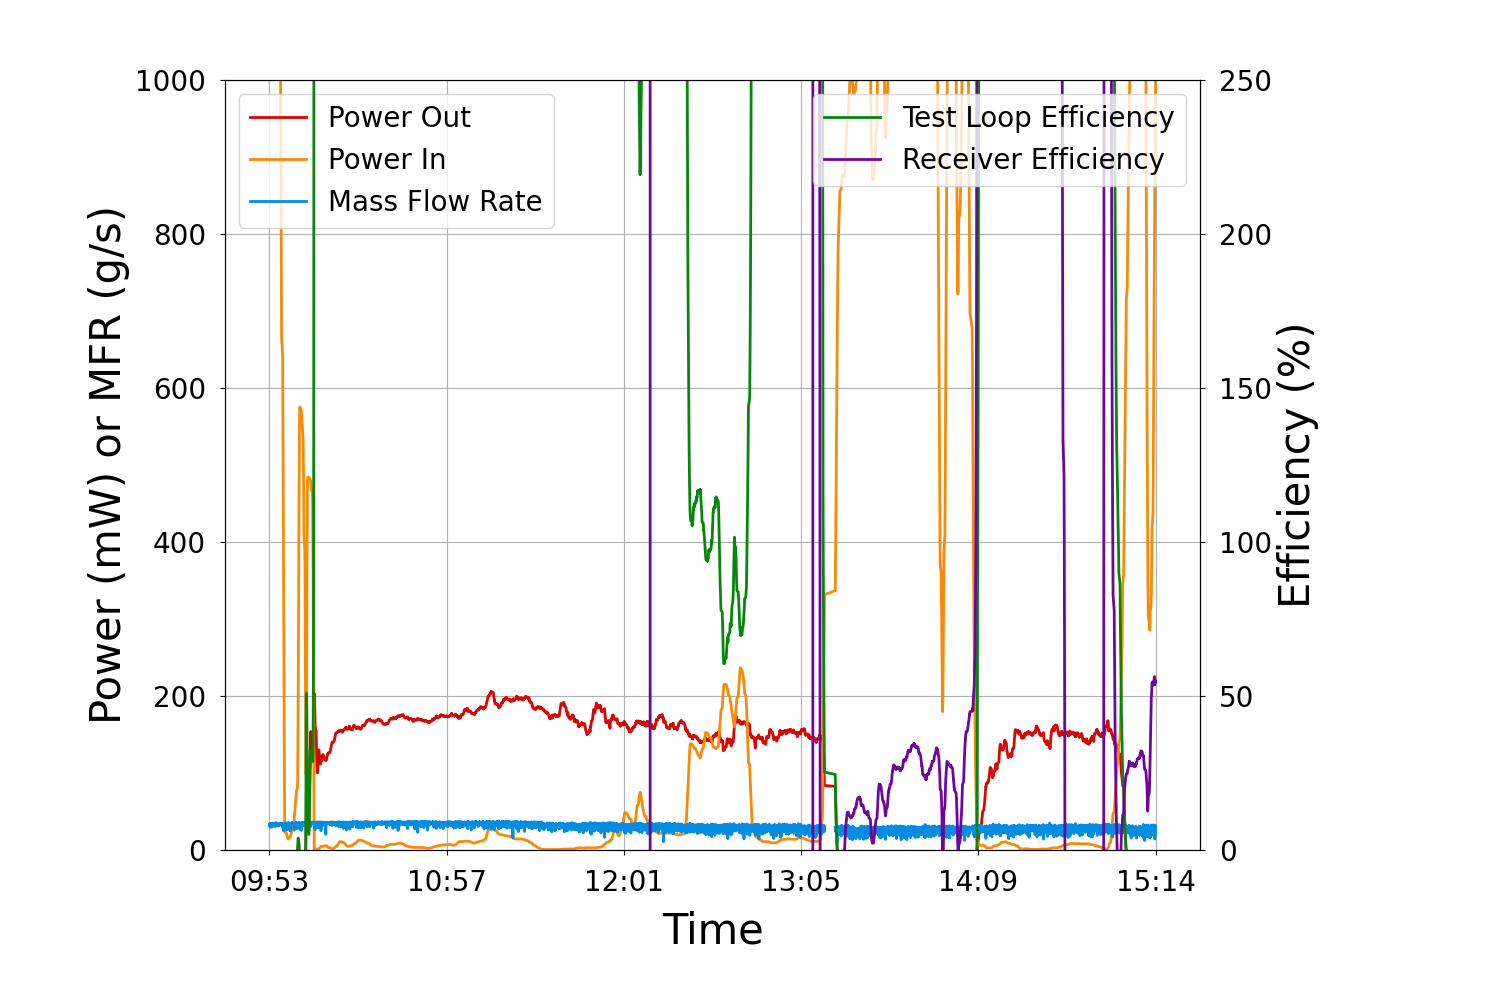 Power Out
Power In
Mass Flow Rate
Test Loop Efficiency
Receiver Efficiency
Power (mW) or MFR (g/s)
1000
800
600
400
200
0
Efficiency (%)
250
200
150
100
50
0
09:53 10:57 12:01 13:05 14:09 15:14
Time